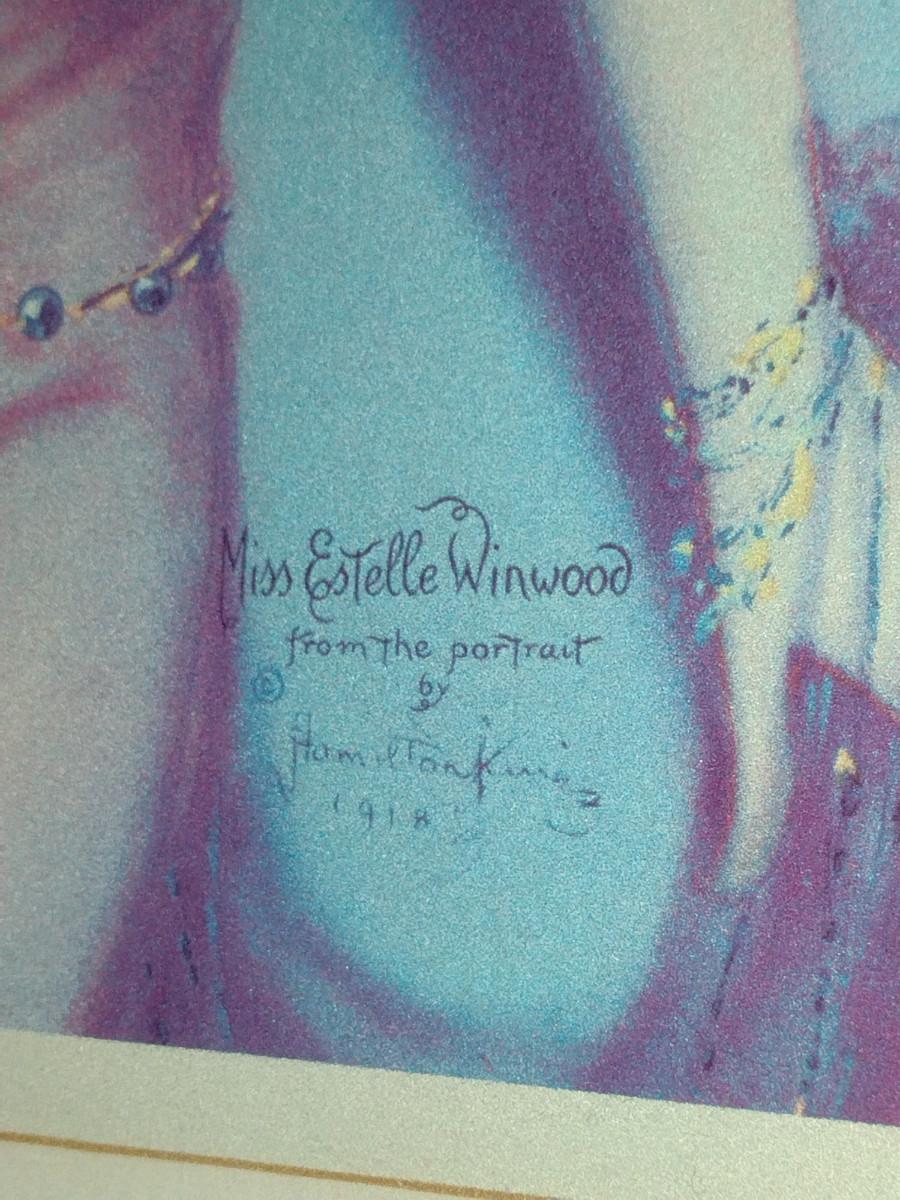 Miss Estelle Winwood
from the portrait
©
by
Hamilton King
1918